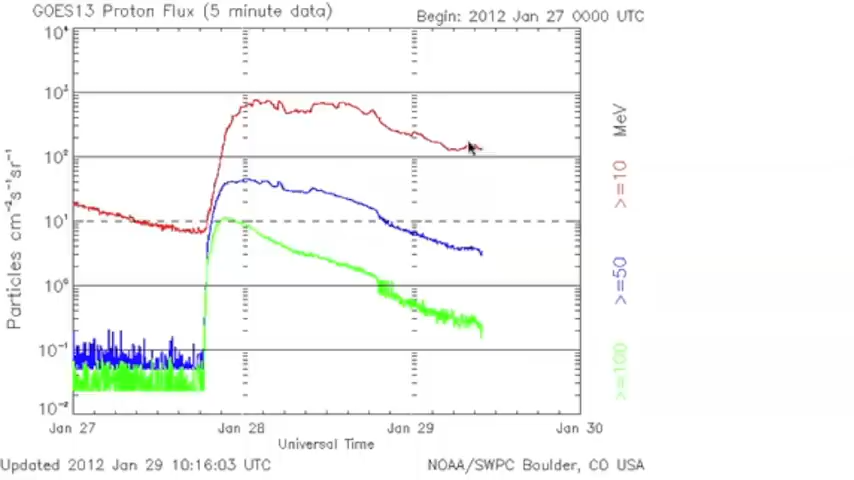 GOES13 Proton Flux (5 minute data)
Begin: 2012 Jan 27 0000 UTC
10⁴
10³
10²
10¹
10⁰
10⁻¹
10⁻²
Particles cm⁻²s⁻¹sr⁻¹
MeV
>=10
>=50
>=100
Jan 27
Jan 28
Jan 29
Jan 30
Universal Time
Updated 2012 Jan 29 10:16:03 UTC
NOAA/SWPC Boulder, CO USA